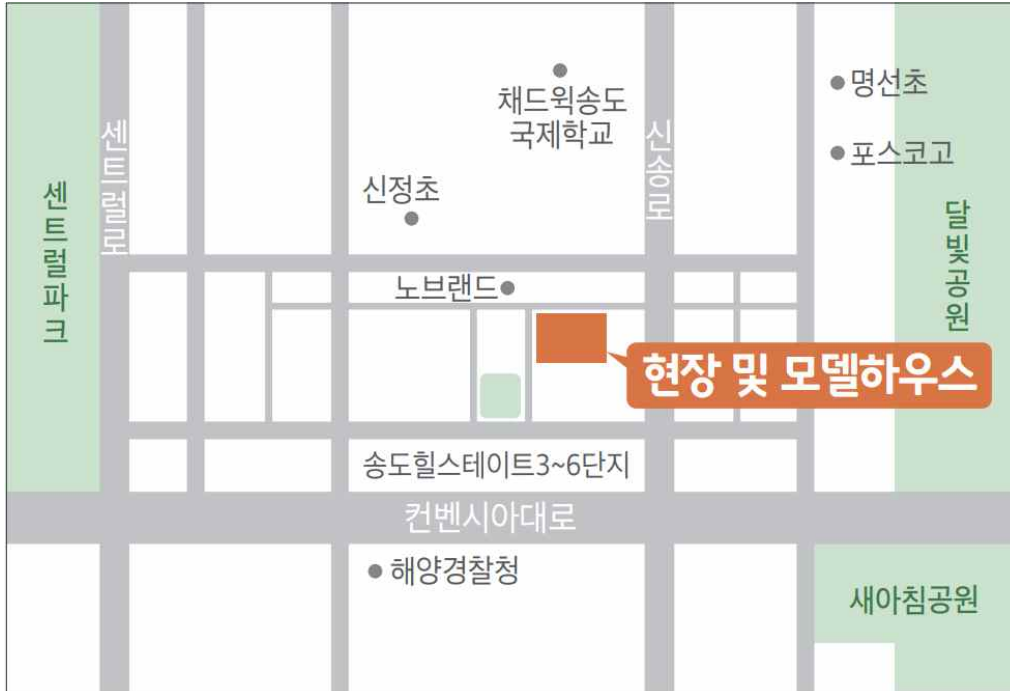 명선초
채드윅송도
국제학교
센트럴로
신송로
포스코고
센트럴파크
신정초
달빛공원
노브랜드
현장 및 모델하우스
송도힐스테이트3~6단지
컨벤시아대로
해양경찰청
새아침공원